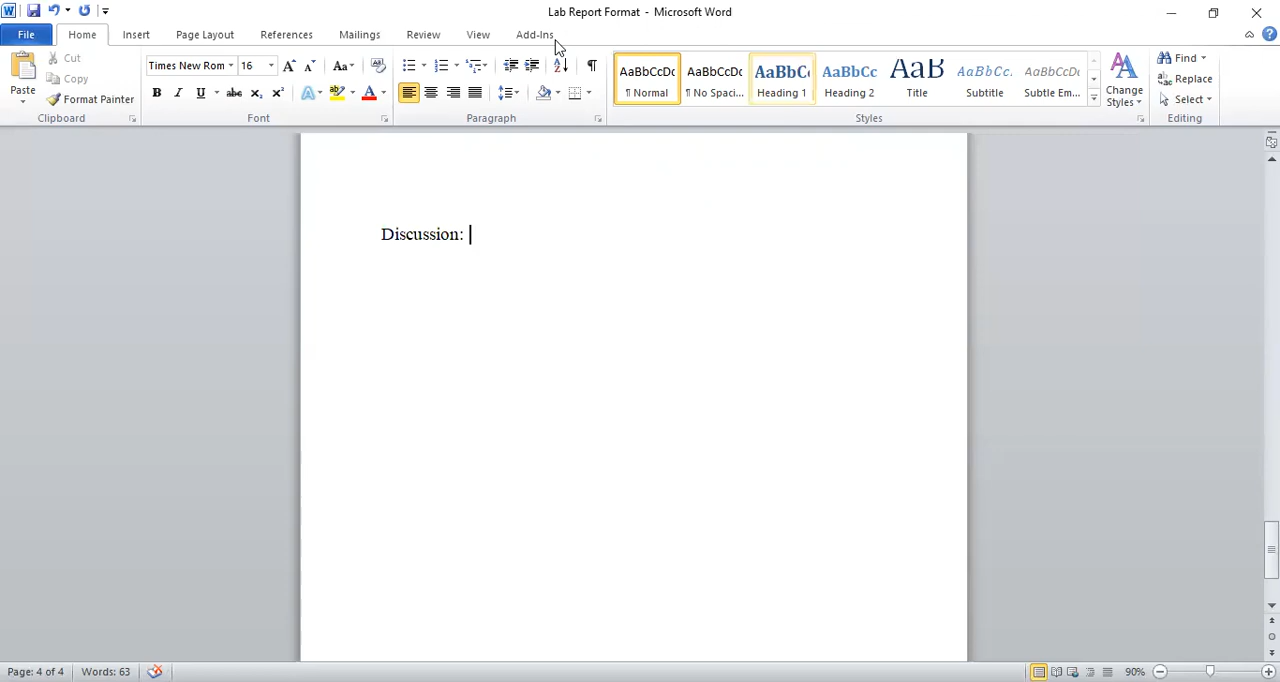 Lab Report Format - Microsoft Word
File Home Insert Page Layout References Mailings Review View Add-Ins
Paste
Cut
Copy
Format Painter
Clipboard
Times New Rom 16
Font
Paragraph
AaBbCcDc AaBbCcDc AaBbCc AaBbCc AaB AaBbCc. AaBbCcDc
¶ Normal ¶ No Spaci... Heading 1 Heading 2 Title Subtitle Subtle Em...
Styles
Change
Styles
Find
Replace
Select
Editing
Discussion:
Page: 4 of 4 Words: 63 90%